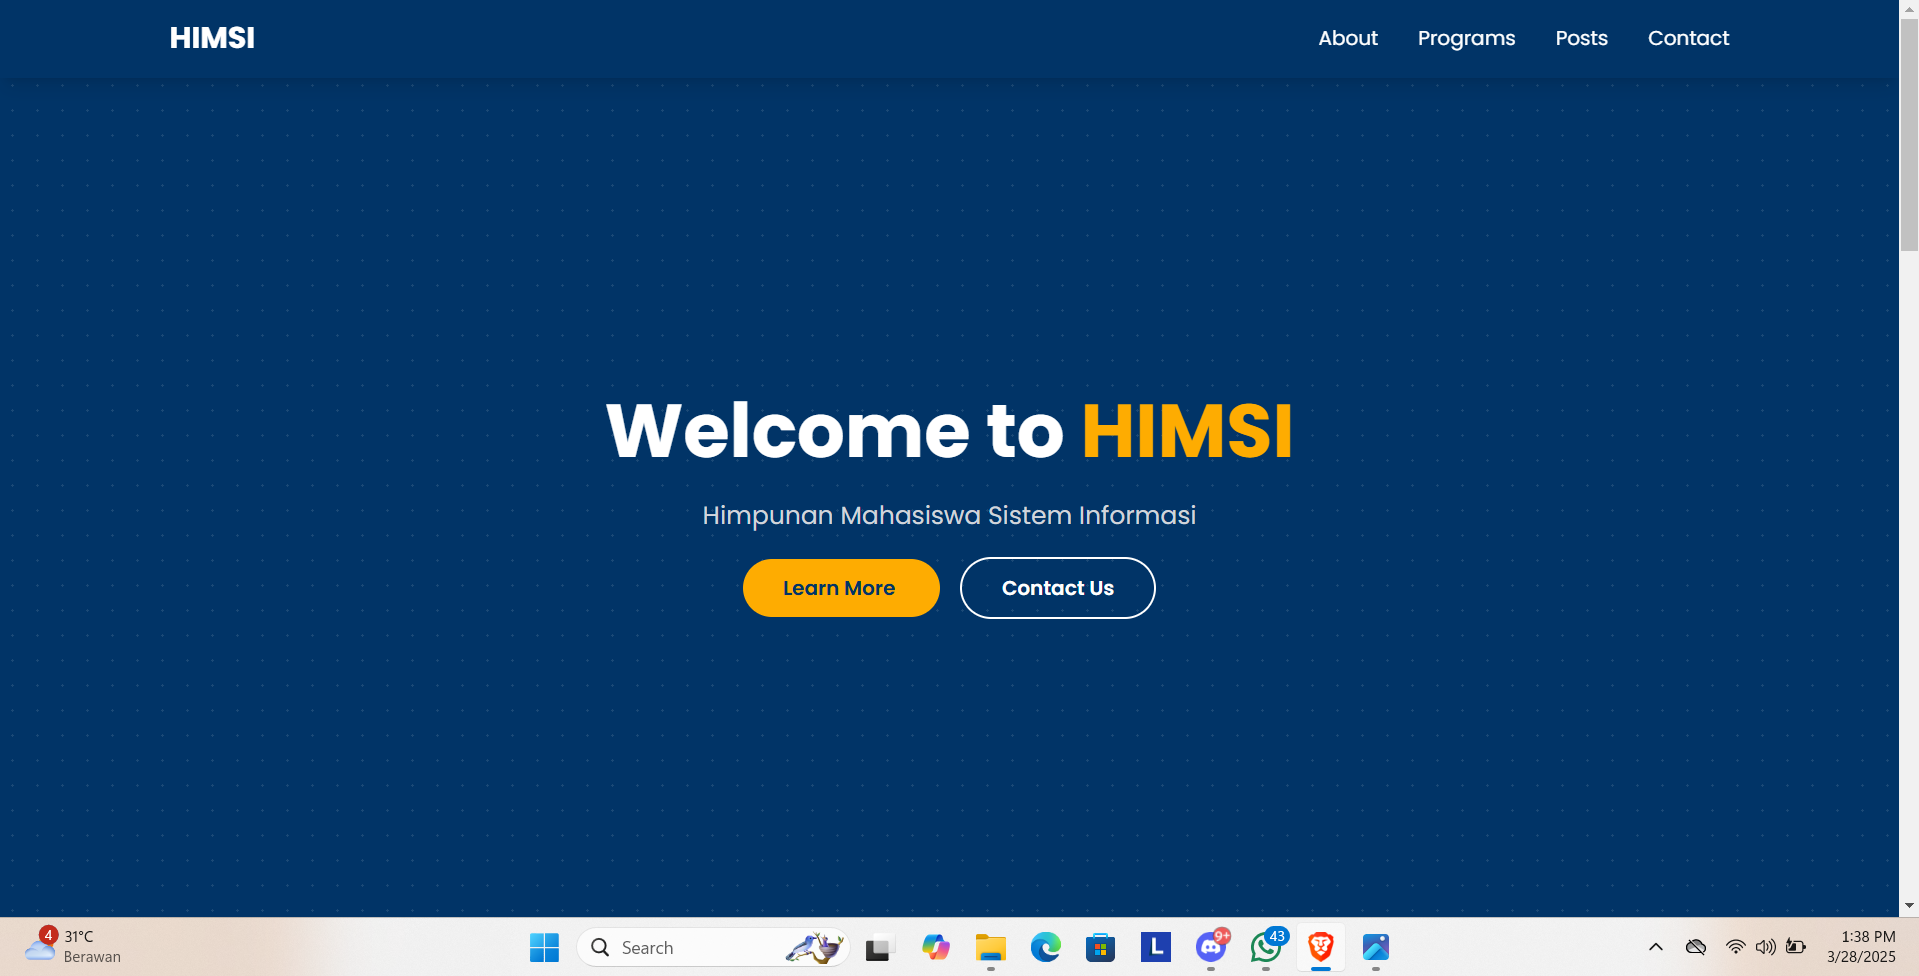 HIMSI
About Programs Posts Contact
Welcome to HIMSI
Himpunan Mahasiswa Sistem Informasi
Learn More Contact Us
4
31°C
Berawan
Search
L
9+
43
1:38 PM
3/28/2025